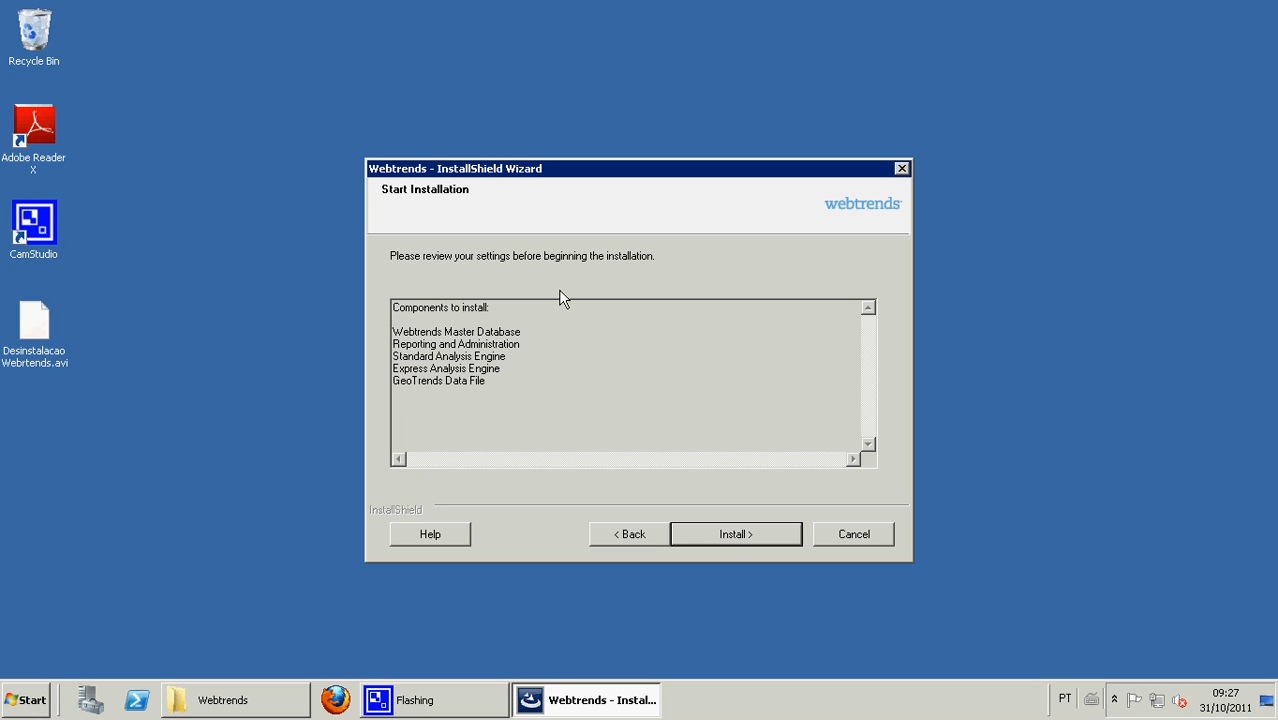 Recycle Bin
Adobe Reader
X
CamStudio
Desinstalacao
Webrtends.avi
Webtrends - InstallShield Wizard
Start Installation
webtrends
Please review your settings before beginning the installation.
Components to install:
Webtrends Master Database
Reporting and Administration
Standard Analysis Engine
Express Analysis Engine
GeoTrends Data File
InstallShield
Help
< Back
Install >
Cancel
Start
Webtrends
Flashing
Webtrends - Instal...
PT
09:27
31/10/2011